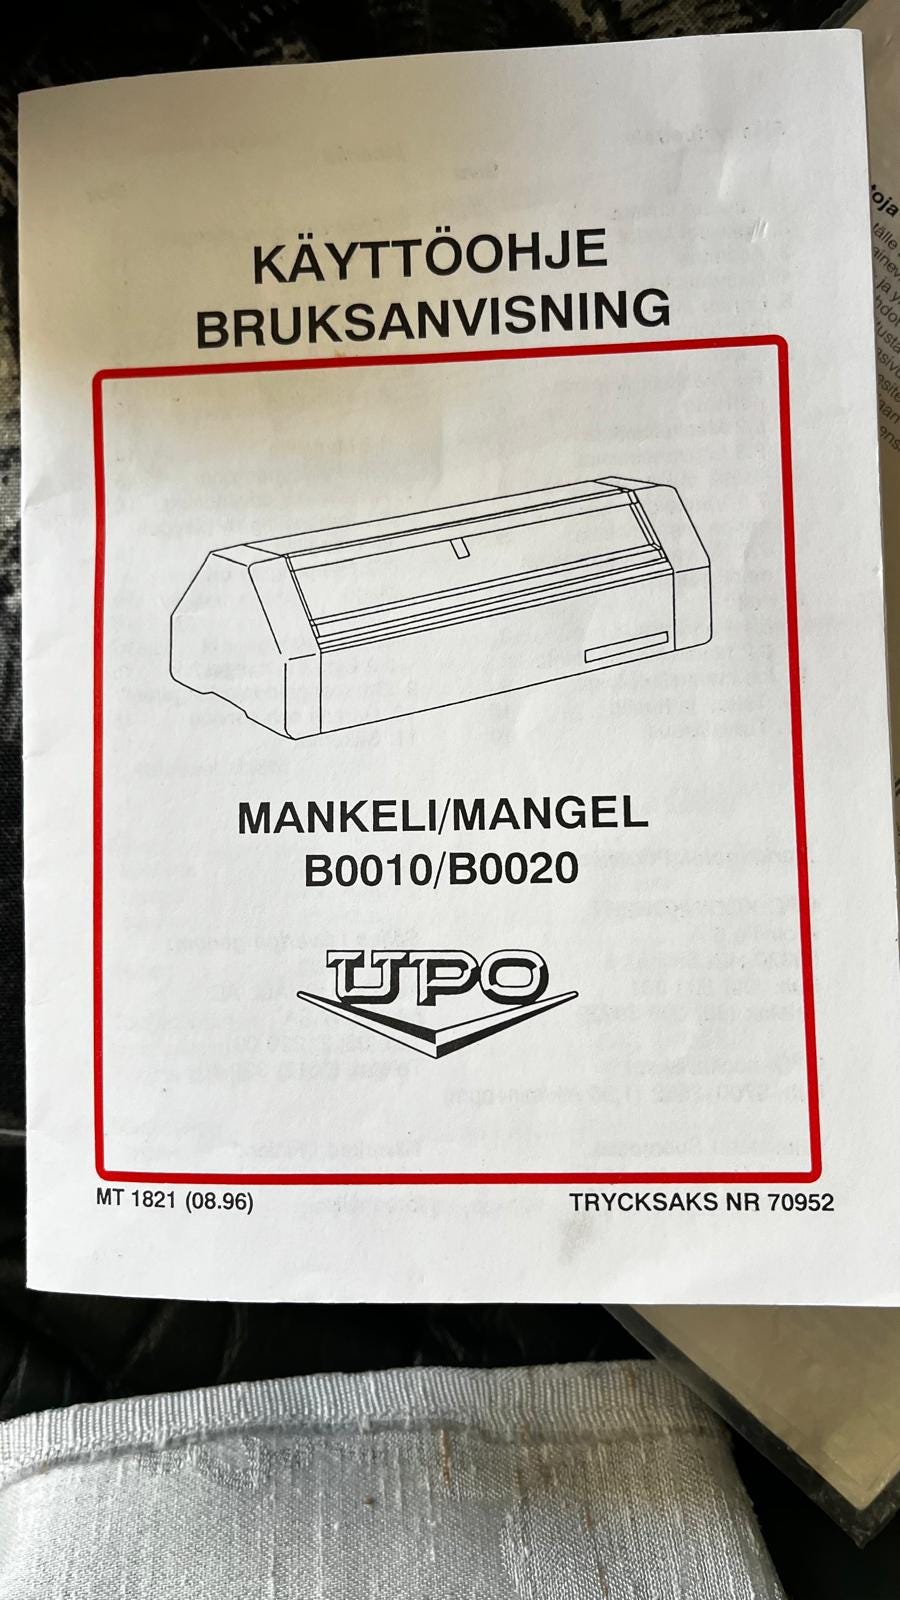 KÄYTTÖOHJE
BRUKSANVISNING
MANKELI/MANGEL
B0010/B0020
UPO
MT 1821 (08.96)
TRYCKSAKS NR 70952